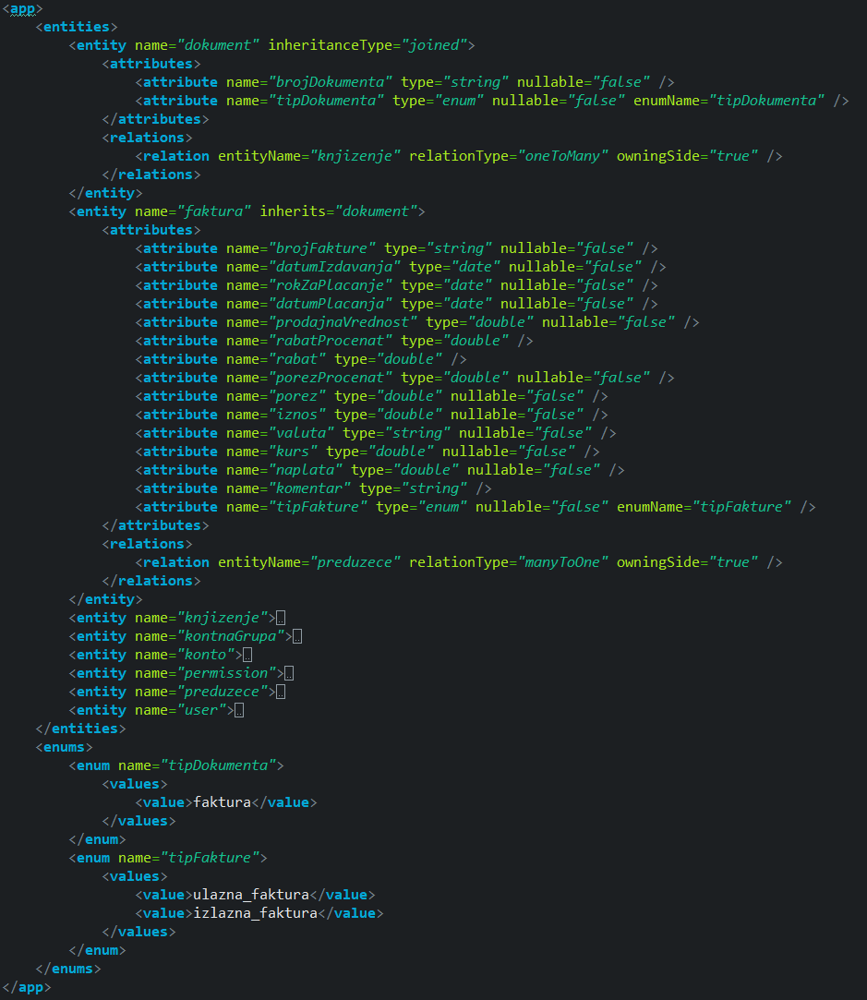 <app>
    <entities>
        <entity name="dokument" inheritanceType="joined">
            <attributes>
                <attribute name="brojDokumenta" type="string" nullable="false" />
                <attribute name="tipDokumenta" type="enum" nullable="false" enumName="tipDokumenta" />
            </attributes>
            <relations>
                <relation entityName="knjizenje" relationType="oneToMany" owningSide="true" />
            </relations>
        </entity>
        <entity name="faktura" inherits="dokument">
            <attributes>
                <attribute name="brojFakture" type="string" nullable="false" />
                <attribute name="datumIzdavanja" type="date" nullable="false" />
                <attribute name="rokZaPlacanje" type="date" nullable="false" />
                <attribute name="datumPlacanja" type="date" nullable="false" />
                <attribute name="prodajnaVrednost" type="double" nullable="false" />
                <attribute name="rabatProcenat" type="double" />
                <attribute name="rabat" type="double" />
                <attribute name="porezProcenat" type="double" nullable="false" />
                <attribute name="porez" type="double" nullable="false" />
                <attribute name="iznos" type="double" nullable="false" />
                <attribute name="valuta" type="string" nullable="false" />
                <attribute name="kurs" type="double" nullable="false" />
                <attribute name="naplata" type="double" nullable="false" />
                <attribute name="komentar" type="string" />
                <attribute name="tipFakture" type="enum" nullable="false" enumName="tipFakture" />
            </attributes>
            <relations>
                <relation entityName="preduzece" relationType="manyToOne" owningSide="true" />
            </relations>
        </entity>
        <entity name="knjizenje">..
        <entity name="kontnaGrupa">..
        <entity name="konto">..
        <entity name="permission">..
        <entity name="preduzece">..
        <entity name="user">..
    </entities>
    <enums>
        <enum name="tipDokumenta">
            <values>
                <value>faktura</value>
            </values>
        </enum>
        <enum name="tipFakture">
            <values>
                <value>ulazna_faktura</value>
                <value>izlazna_faktura</value>
            </values>
        </enum>
    </enums>
</app>